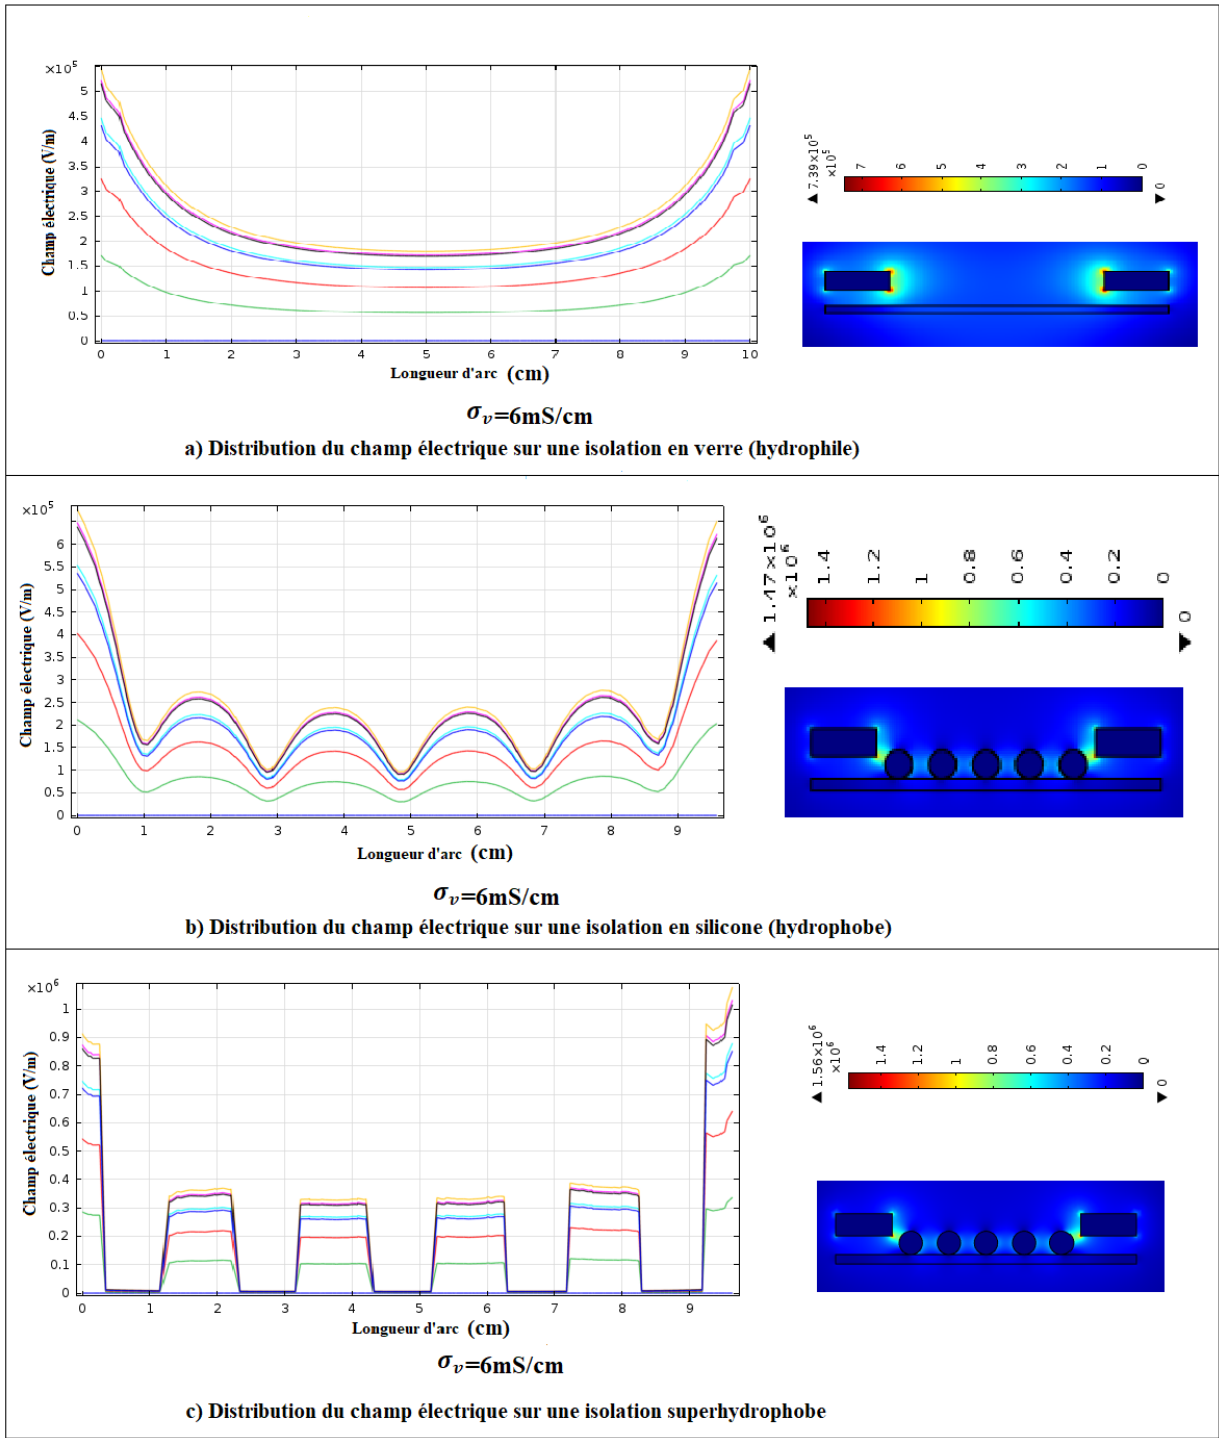 ×10⁵
5
4.5
4
3.5
3
2.5
2
1.5
1
0.5
0
Champ électrique (V/m)
0 1 2 3 4 5 6 7 8 9 10
Longueur d'arc (cm)
▲ 7.39×10⁵
×10⁵
7 6 5 4 3 2 1 0
▼ 0
σᵥ=6mS/cm
a) Distribution du champ électrique sur une isolation en verre (hydrophile)
×10⁵
6
5.5
5
4.5
4
3.5
3
2.5
2
1.5
1
0.5
0
Champ électrique (V/m)
0 1 2 3 4 5 6 7 8 9
Longueur d'arc (cm)
▲ 1.47×10⁶
×10⁶
1.4 1.2 1 0.8 0.6 0.4 0.2 0
▼ 0
σᵥ=6mS/cm
b) Distribution du champ électrique sur une isolation en silicone (hydrophobe)
×10⁶
1
0.9
0.8
0.7
0.6
0.5
0.4
0.3
0.2
0.1
0
Champ électrique (V/m)
0 1 2 3 4 5 6 7 8 9
Longueur d'arc (cm)
▲ 1.56×10⁶
×10⁶
1.4 1.2 1 0.8 0.6 0.4 0.2 0
▼ 0
σᵥ=6mS/cm
c) Distribution du champ électrique sur une isolation superhydrophobe